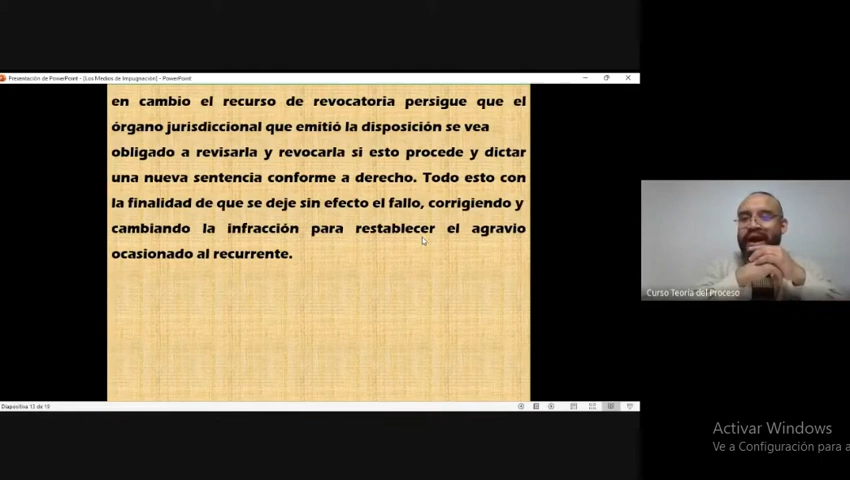 Presentación de PowerPoint - [Los Medios de Impugnación] - PowerPoint
en cambio el recurso de revocatoria persigue que el
órgano jurisdiccional que emitió la disposición se vea
obligado a revisarla y revocarla si esto procede y dictar
una nueva sentencia conforme a derecho. Todo esto con
la finalidad de que se deje sin efecto el fallo, corrigiendo y
cambiando la infracción para restablecer el agravio
ocasionado al recurrente.
Curso Teoría del Proceso
Diapositiva 13 de 19
Activar Windows
Ve a Configuración para a